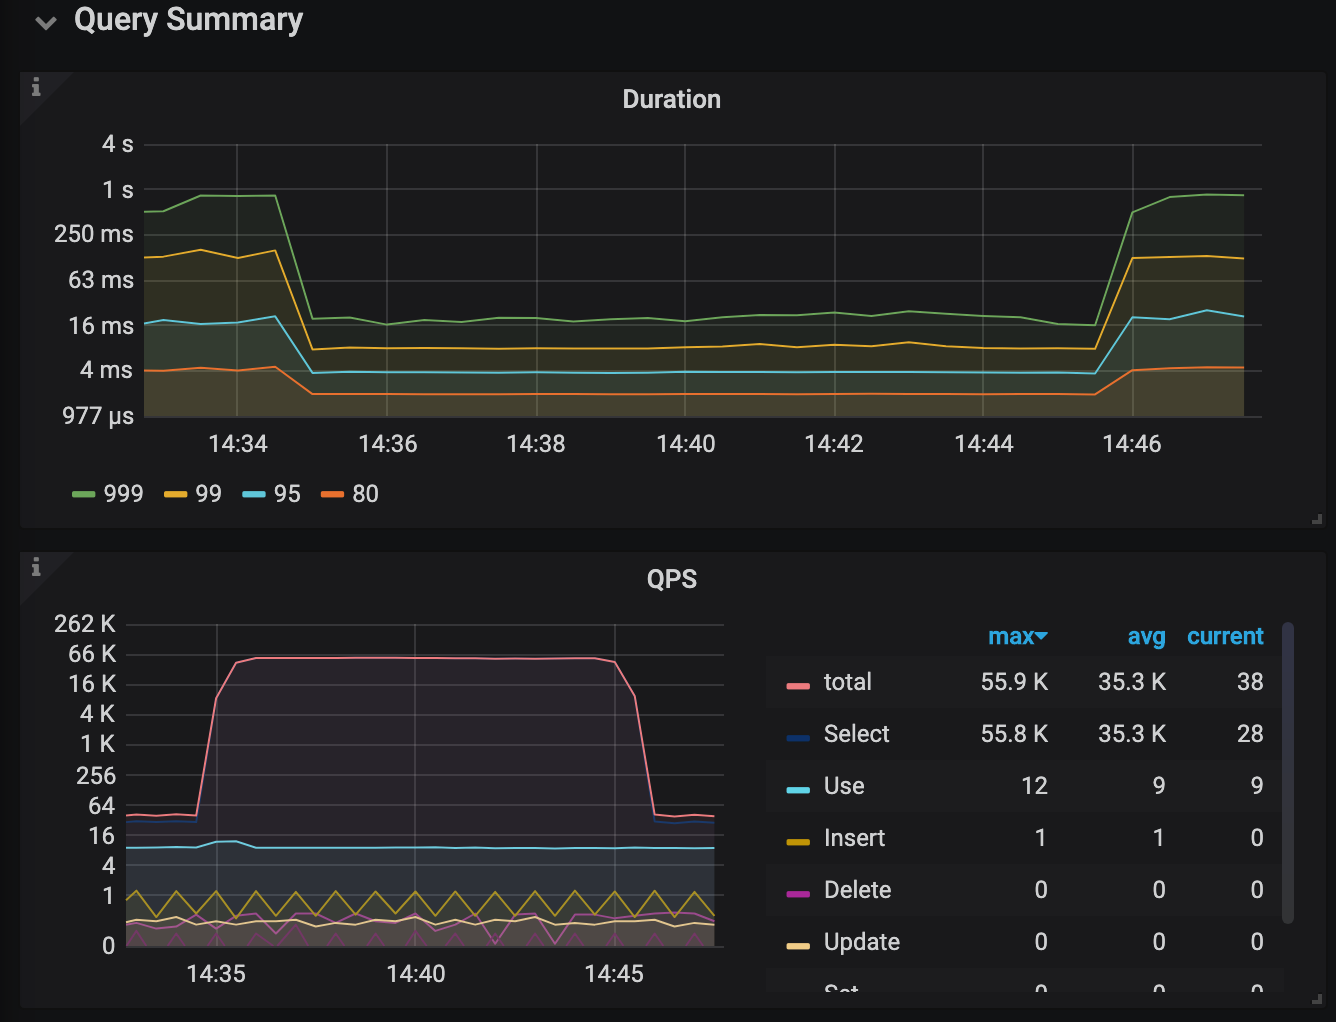 Query Summary
Duration
4 s
1 s
250 ms
63 ms
16 ms
4 ms
977 µs
14:34 14:36 14:38 14:40 14:42 14:44 14:46
999 99 95 80
QPS
262 K
66 K
16 K
4 K
1 K
256
64
16
4
1
0
14:35 14:40 14:45
max avg current
total 55.9 K 35.3 K 38
Select 55.8 K 35.3 K 28
Use 12 9 9
Insert 1 1 0
Delete 0 0 0
Update 0 0 0
Set 0 0 0